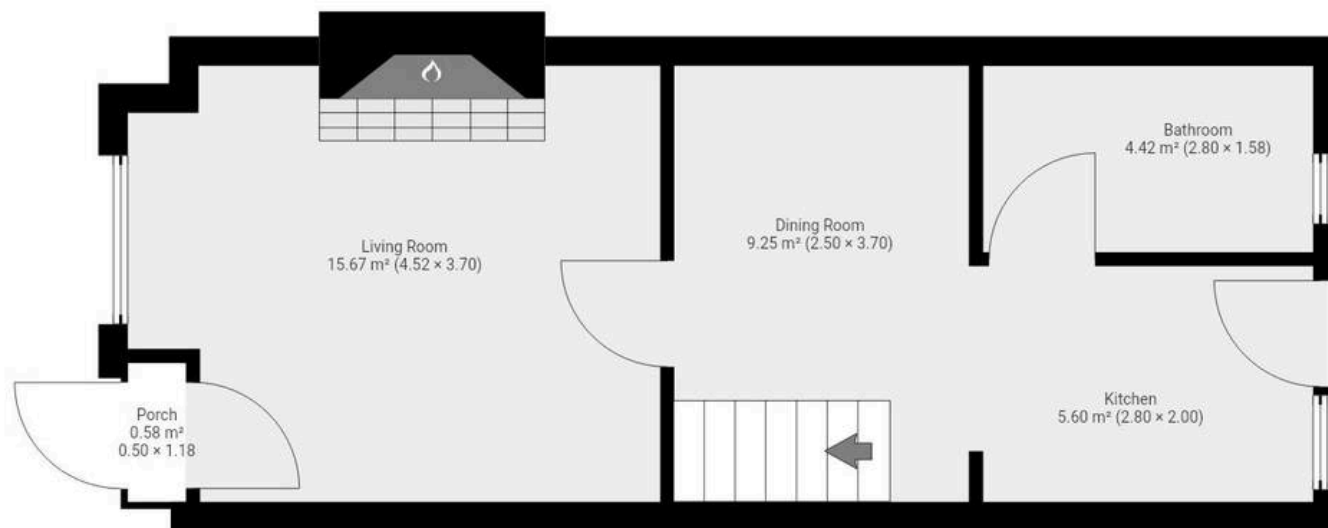 Bathroom
4.42 m² (2.80 × 1.58)
Dining Room
9.25 m² (2.50 × 3.70)
Living Room
15.67 m² (4.52 × 3.70)
Kitchen
5.60 m² (2.80 × 2.00)
Porch
0.58 m²
0.50 × 1.18